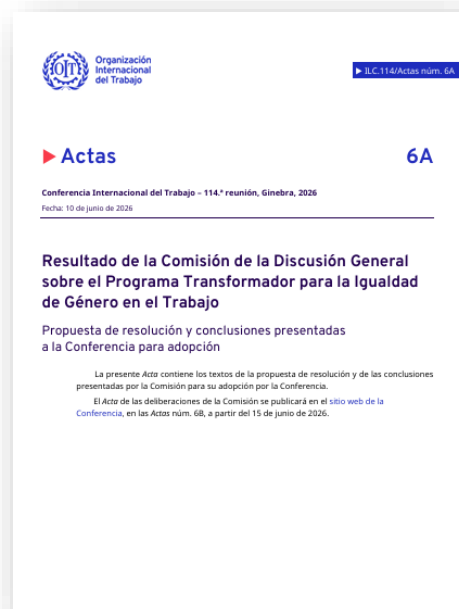 Organización
Internacional
del Trabajo
▶ ILC.114/Actas núm. 6A
▶ Actas
6A
Conferencia Internacional del Trabajo – 114.ª reunión, Ginebra, 2026
Fecha: 10 de junio de 2026
Resultado de la Comisión de la Discusión General
sobre el Programa Transformador para la Igualdad
de Género en el Trabajo
Propuesta de resolución y conclusiones presentadas
a la Conferencia para adopción
La presente Acta contiene los textos de la propuesta de resolución y de las conclusiones
presentadas por la Comisión para su adopción por la Conferencia.
El Acta de las deliberaciones de la Comisión se publicará en el sitio web de la
Conferencia, en las Actas núm. 6B, a partir del 15 de junio de 2026.